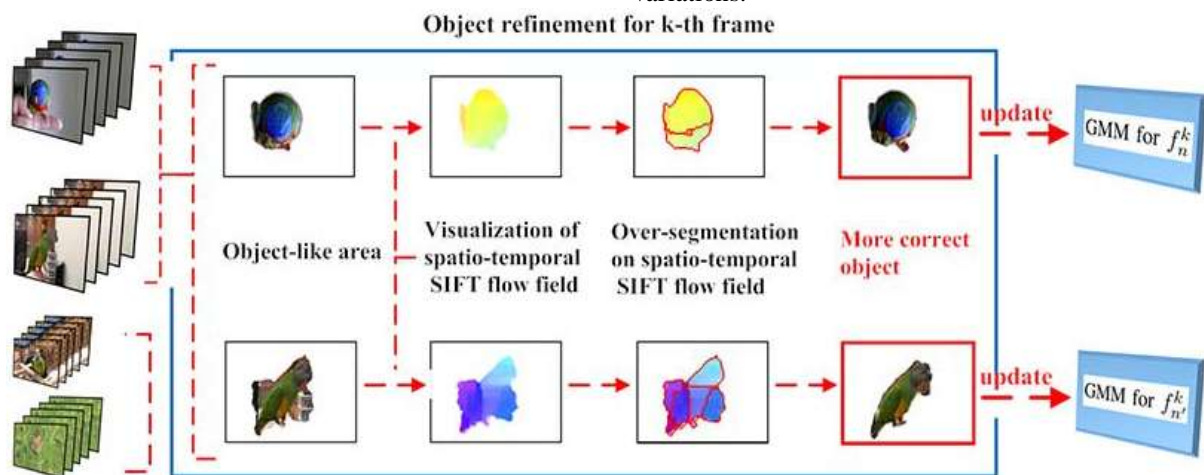 variations.
Object refinement for k-th frame
update
GMM for f_n^k
Object-like area
Visualization of
spatio-temporal
SIFT flow field
Over-segmentation
on spatio-temporal
SIFT flow field
More correct
object
update
GMM for f_{n'}^k